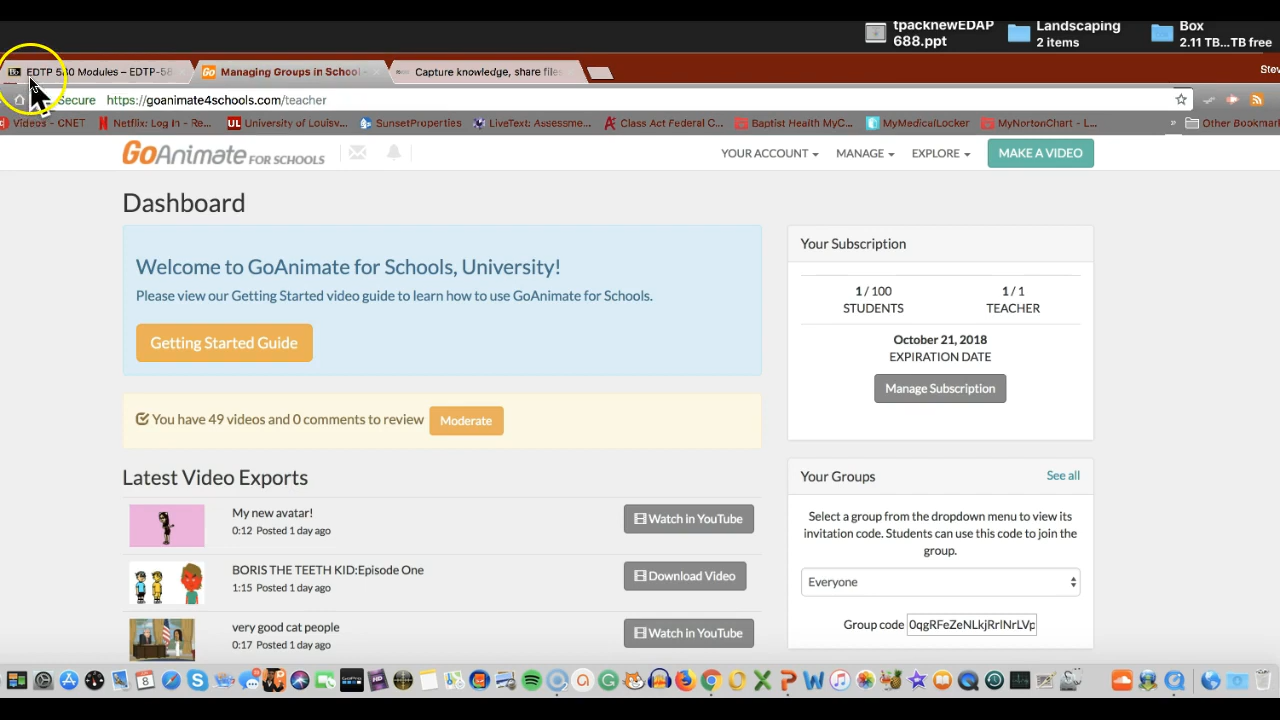 tpacknewEDAP
688.ppt
Landscaping
2 items
Box
2.11 TB...TB free
EDTP 580 Modules – EDTP-58
Managing Groups in School -
Capture knowledge, share files
Stev
Secure https://goanimate4schools.com/teacher
Videos - CNET
Netflix: Log In - Re...
University of Louisv...
SunsetProperties
LiveText: Assessme...
Class Act Federal C...
Baptist Health MyC...
MyMedicalLocker
MyNortonChart - L...
»
Other Bookmar
GoAnimate FOR SCHOOLS
YOUR ACCOUNT
MANAGE
EXPLORE
MAKE A VIDEO
Dashboard
Welcome to GoAnimate for Schools, University!
Please view our Getting Started video guide to learn how to use GoAnimate for Schools.
Getting Started Guide
You have 49 videos and 0 comments to review
Moderate
Latest Video Exports
My new avatar!
0:12 Posted 1 day ago
Watch in YouTube
BORIS THE TEETH KID:Episode One
1:15 Posted 1 day ago
Download Video
very good cat people
0:17 Posted 1 day ago
Watch in YouTube
Your Subscription
1 / 100
STUDENTS
1 / 1
TEACHER
October 21, 2018
EXPIRATION DATE
Manage Subscription
Your Groups
See all
Select a group from the dropdown menu to view its
invitation code. Students can use this code to join the
group.
Everyone
Group code 0qgRFeZeNLkjRrlNrLVp